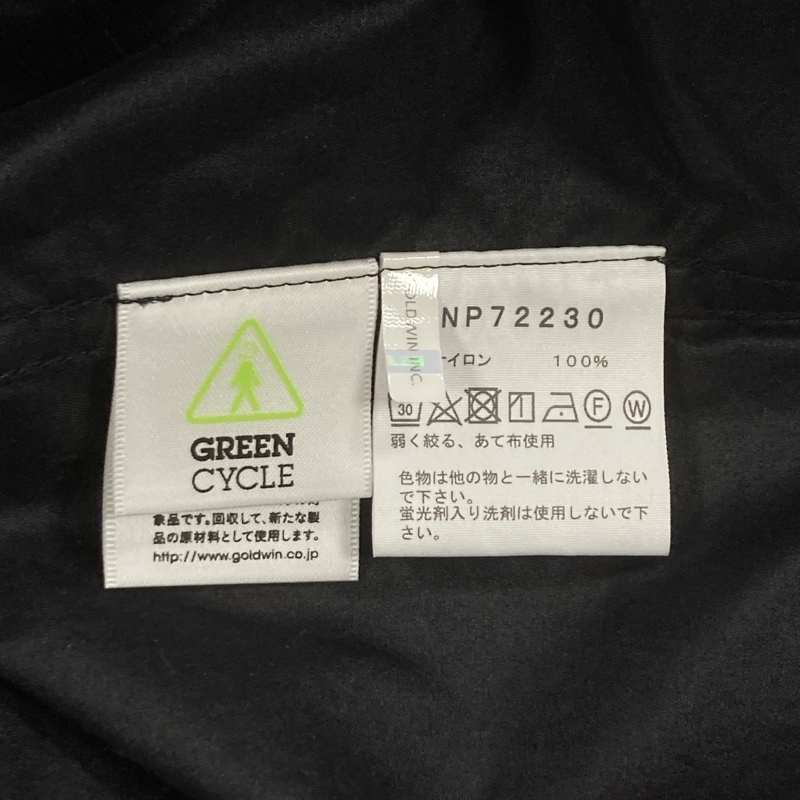 GREEN
CYCLE
象品です。回収して、新たな製
品の原材料として使用します。
http://www.goldwin.co.jp
GOLDWIN INC.
NP72230
イロン 100%
30
F
W
弱く絞る、あて布使用
色物は他の物と一緒に洗濯しない
で下さい。
蛍光剤入り洗剤は使用しないで下
さい。